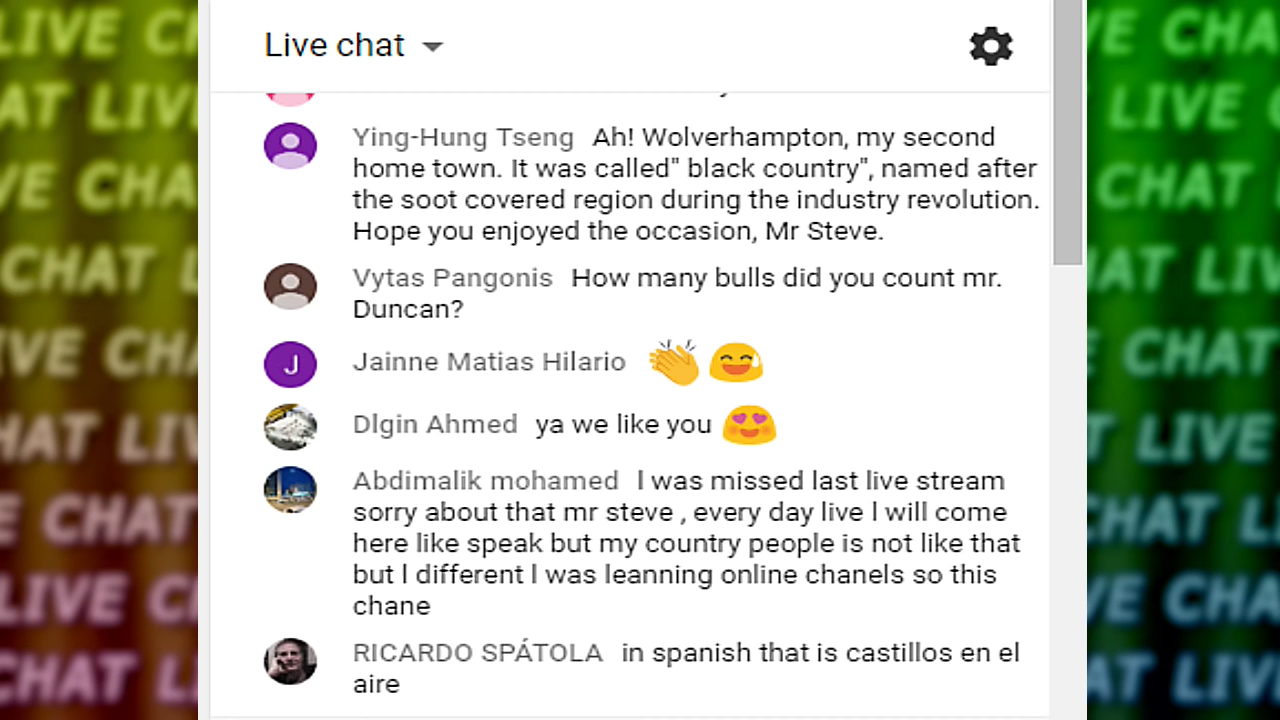 Live chat
Ying-Hung Tseng Ah! Wolverhampton, my second
home town. It was called" black country", named after
the soot covered region during the industry revolution.
Hope you enjoyed the occasion, Mr Steve.
Vytas Pangonis How many bulls did you count mr.
Duncan?
J Jainne Matias Hilario 👏😅
Dlgin Ahmed ya we like you 😍
Abdimalik mohamed I was missed last live stream
sorry about that mr steve , every day live I will come
here like speak but my country people is not like that
but I different I was leanning online chanels so this
chane
RICARDO SPÁTOLA in spanish that is castillos en el
aire